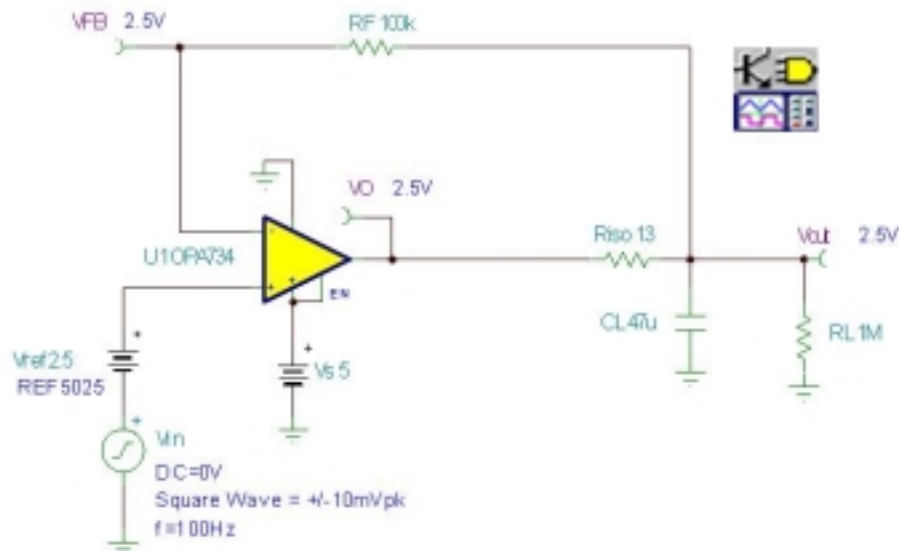 VFB 2.5V
RF 100k
VO 2.5V
U1 OPA734
Riso 13
Vout 2.5V
EN
CL 47u
RL 1M
Vref 2.5
REF5025
Vs 5
Vin
DC=0V
Square Wave = +/-10mVpk
f=100Hz